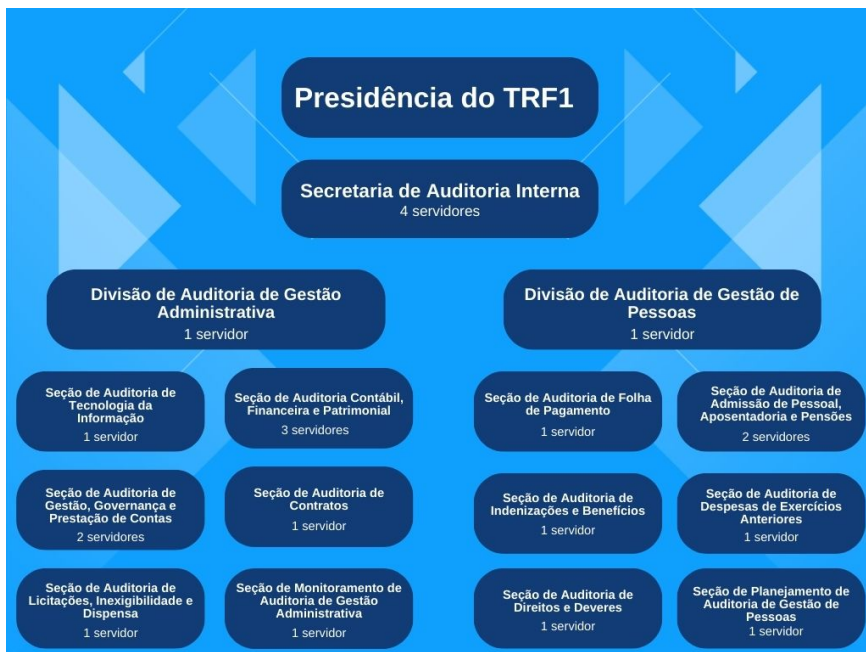 Presidência do TRF1
Secretaria de Auditoria Interna
4 servidores
Divisão de Auditoria de Gestão
Administrativa
1 servidor
Divisão de Auditoria de Gestão de
Pessoas
1 servidor
Seção de Auditoria de
Tecnologia da
Informação
1 servidor
Seção de Auditoria Contábil,
Financeira e Patrimonial
3 servidores
Seção de Auditoria de Folha
de Pagamento
1 servidor
Seção de Auditoria de
Admissão de Pessoal,
Aposentadoria e Pensões
2 servidores
Seção de Auditoria de
Gestão, Governança e
Prestação de Contas
2 servidores
Seção de Auditoria de
Contratos
1 servidor
Seção de Auditoria de
Indenizações e Benefícios
1 servidor
Seção de Auditoria de
Despesas de Exercícios
Anteriores
1 servidor
Seção de Auditoria de
Licitações, Inexigibilidade e
Dispensa
1 servidor
Seção de Monitoramento de
Auditoria de Gestão
Administrativa
1 servidor
Seção de Auditoria de
Direitos e Deveres
1 servidor
Seção de Planejamento de
Auditoria de Gestão de
Pessoas
1 servidor